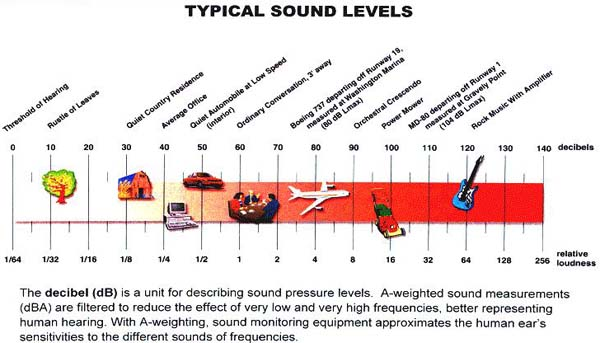 TYPICAL SOUND LEVELS
Threshold of Hearing
Rustle of Leaves
Quiet Country Residence
Average Office
Quiet Automobile at Low Speed
(interior)
Ordinary Conversation, 3' away
Boeing 737 departing off Runway 19,
measured at Washington Marina
(80 dB Lmax)
Orchestral Crescendo
Power Mower
MD-80 departing off Runway 1
measured at Gravely Point
(104 dB Lmax)
Rock Music With Amplifier
0 10 20 30 40 50 60 70 80 90 100 110 120 130 140 decibels
1/64 1/32 1/16 1/8 1/4 1/2 1 2 4 8 16 32 64 128 256 relative
loudness
The decibel (dB) is a unit for describing sound pressure levels. A-weighted sound measurements
(dBA) are filtered to reduce the effect of very low and very high frequencies, better representing
human hearing. With A-weighting, sound monitoring equipment approximates the human ear's
sensitivities to the different sounds of frequencies.